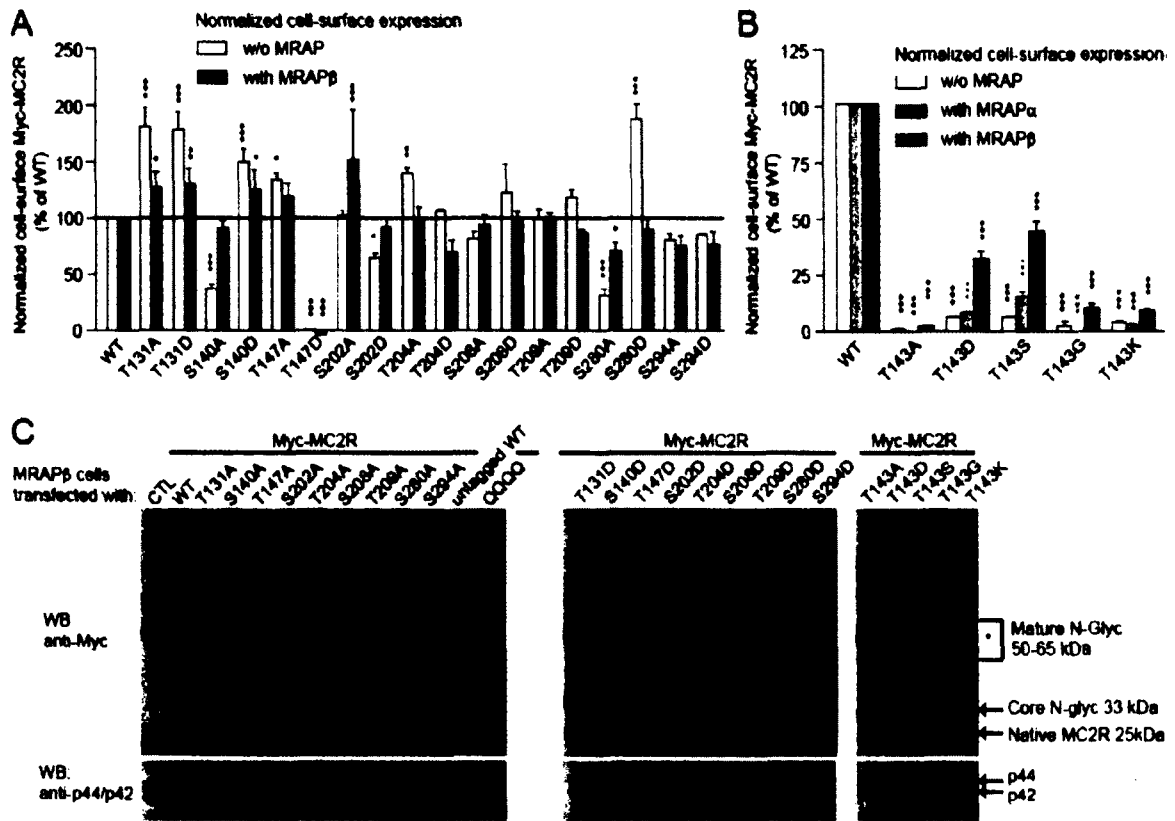 A
Normalized cell-surface expression
w/o MRAP
with MRAPβ
Normalized cell-surface Myc-MC2R
(% of WT)
250
200
150
100
50
0
WT
T131A
T131D
S140A
S140D
T147A
T147D
S202A
S202D
T204A
T204D
S208A
S208D
T209A
T209D
S280A
S280D
S294A
S294D
B
Normalized cell-surface expression
w/o MRAP
with MRAPα
with MRAPβ
Normalized cell-surface Myc-MC2R
(% of WT)
125
100
75
50
25
0
WT
T143A
T143D
T143S
T143G
T143K
C
Myc-MC2R
Myc-MC2R
Myc-MC2R
MRAPβ cells
transfected with:
CTL
WT
T131A
S140A
T147A
S202A
T204A
S208A
T209A
S280A
S294A
untagged WT
QQQQ
T131D
S140D
T147D
S202D
T204D
S208D
T209D
S280D
S294D
T143A
T143D
T143S
T143G
T143K
WB
anti-Myc
Mature N-Glyc
50-65 kDa
Core N-glyc 33 kDa
Native MC2R 25kDa
WB:
anti-p44/p42
p44
p42